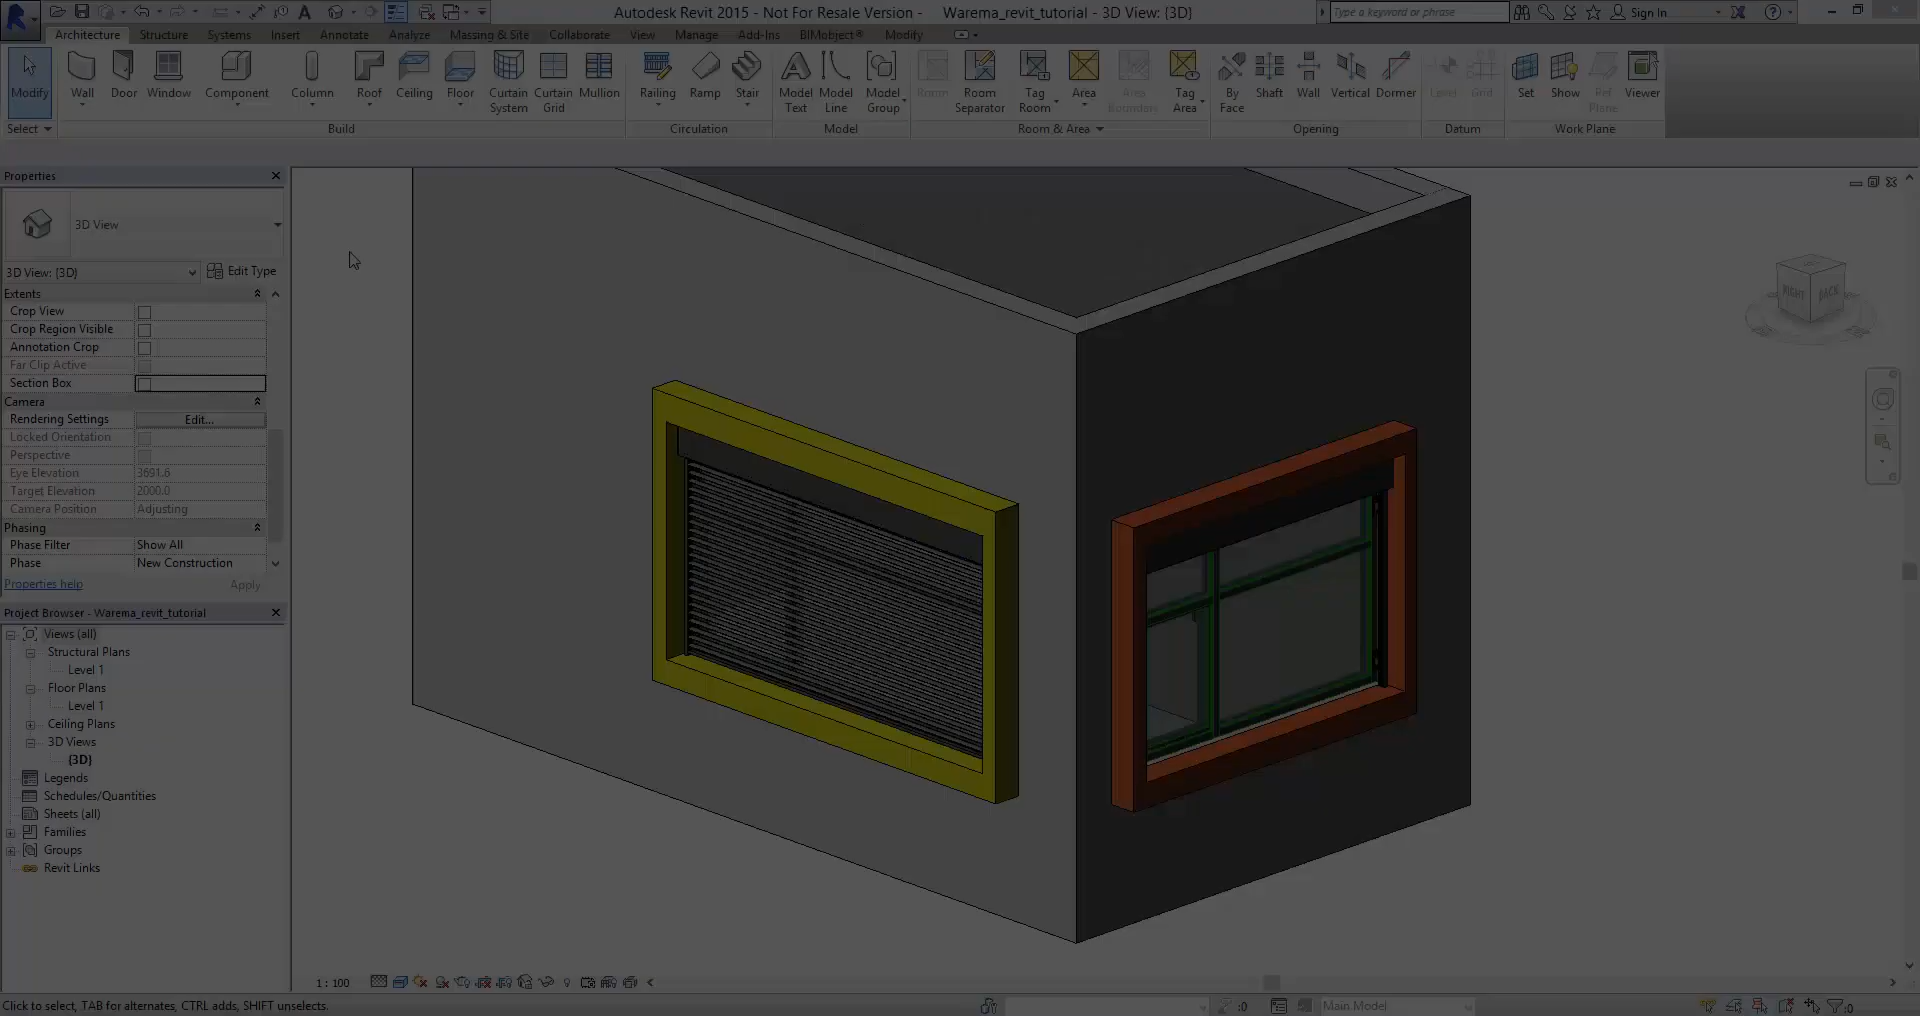 Autodesk Revit 2015 - Not For Resale Version - Warema_revit_tutorial - 3D View: {3D}
Type a keyword or phrase
Sign In
Architecture Structure Systems Insert Annotate Analyze Massing & Site Collaborate View Manage Add-Ins BIMobject® Modify
Modify Wall Door Window Component Column Roof Ceiling Floor Curtain System Curtain Grid Mullion Railing Ramp Stair Model Text Model Line Model Group Room Room Separator Tag Room Area Area Boundary Tag Area By Face Shaft Wall Vertical Dormer Level Grid Set Show Ref Plane Viewer
Select Build Circulation Model Room & Area Opening Datum Work Plane
Properties
3D View
3D View: {3D} Edit Type
Extents
Crop View
Crop Region Visible
Annotation Crop
Far Clip Active
Section Box
Camera
Rendering Settings Edit...
Locked Orientation
Perspective
Eye Elevation 3691.6
Target Elevation 2000.0
Camera Position Adjusting
Phasing
Phase Filter Show All
Phase New Construction
Properties help Apply
Project Browser - Warema_revit_tutorial
Views (all)
Structural Plans
Level 1
Floor Plans
Level 1
Ceiling Plans
3D Views
{3D}
Legends
Schedules/Quantities
Sheets (all)
Families
Groups
Revit Links
RIGHT BACK
1 : 100
Click to select, TAB for alternates, CTRL adds, SHIFT unselects.
:0
Main Model
:0